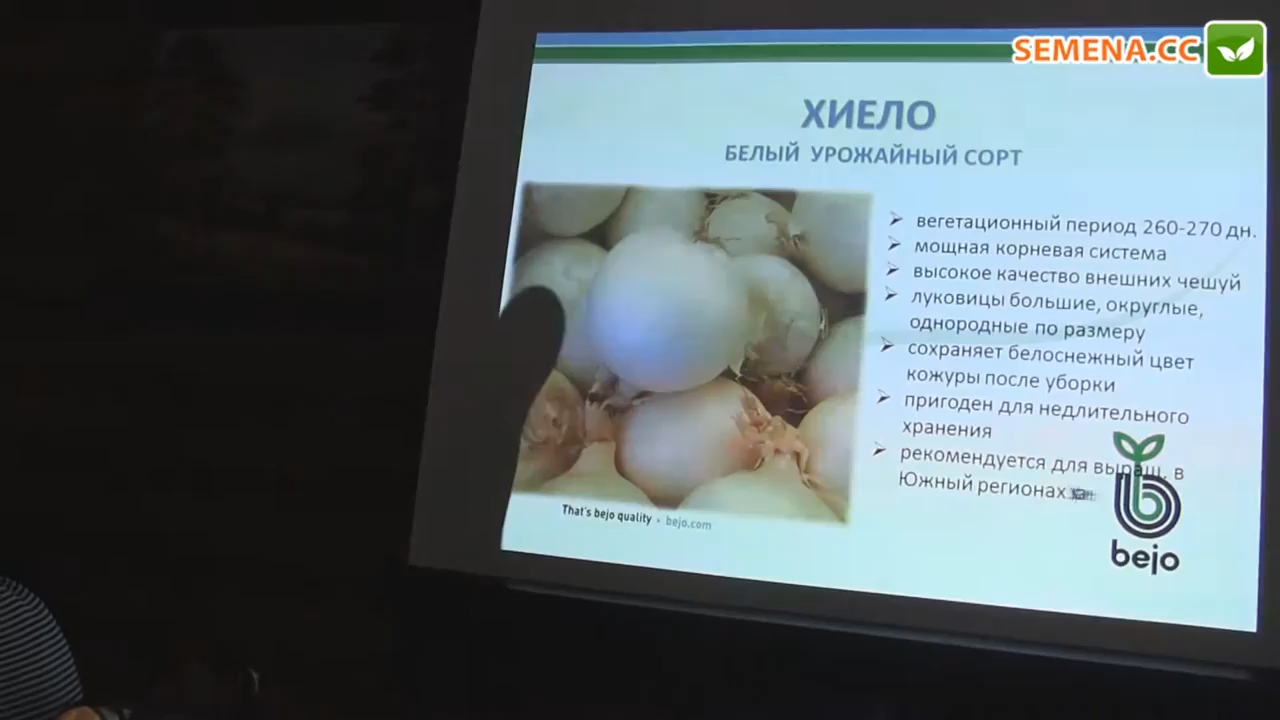 SEMENA.CC
ХИЕЛО
БЕЛЫЙ УРОЖАЙНЫЙ СОРТ
вегетационный период 260-270 дн.
мощная корневая система
высокое качество внешних чешуй
луковицы большие, округлые,
однородные по размеру
сохраняет белоснежный цвет
кожуры после уборки
пригоден для недлительного
хранения
рекомендуется для выращ. в
Южный регионах
That's bejo quality • bejo.com
bejo